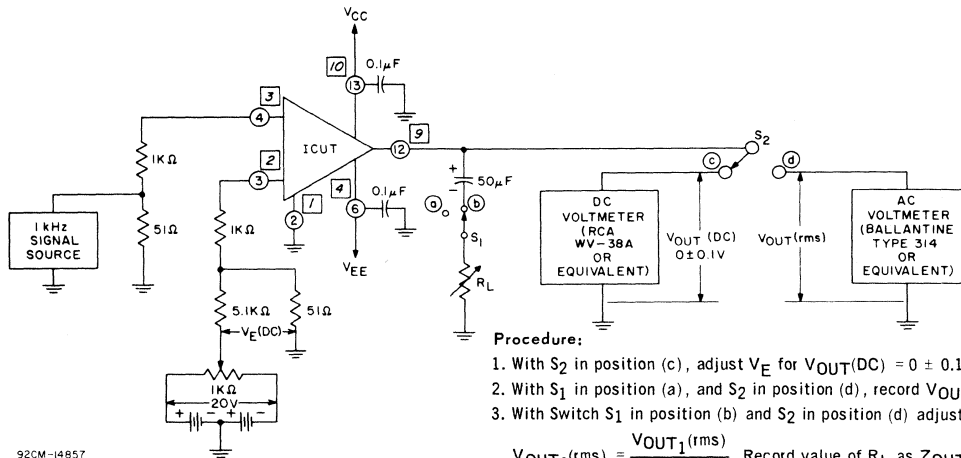 VCC
10
0.1μF
13
3
4
ICUT
9
12
S2
c
d
1KΩ
2
3
4
0.1μF
+
-
50μF
1
2
6
a
b
1 kHz
SIGNAL
SOURCE
51Ω
1KΩ
VEE
S1
RL
DC
VOLTMETER
(RCA
WV-38A
OR
EQUIVALENT)
VOUT (DC)
0±0.1V
VOUT(rms)
AC
VOLTMETER
(BALLANTINE
TYPE 314
OR
EQUIVALENT)
5.1KΩ
51Ω
VE(DC)
1KΩ
20V
+ - + -
Procedure:
1. With S2 in position (c), adjust VE for VOUT(DC) = 0 ± 0.1
2. With S1 in position (a), and S2 in position (d), record VOU
3. With Switch S1 in position (b) and S2 in position (d) adjust
VOUT1(rms)
Record value of RL as ZOUT
92CM-14857